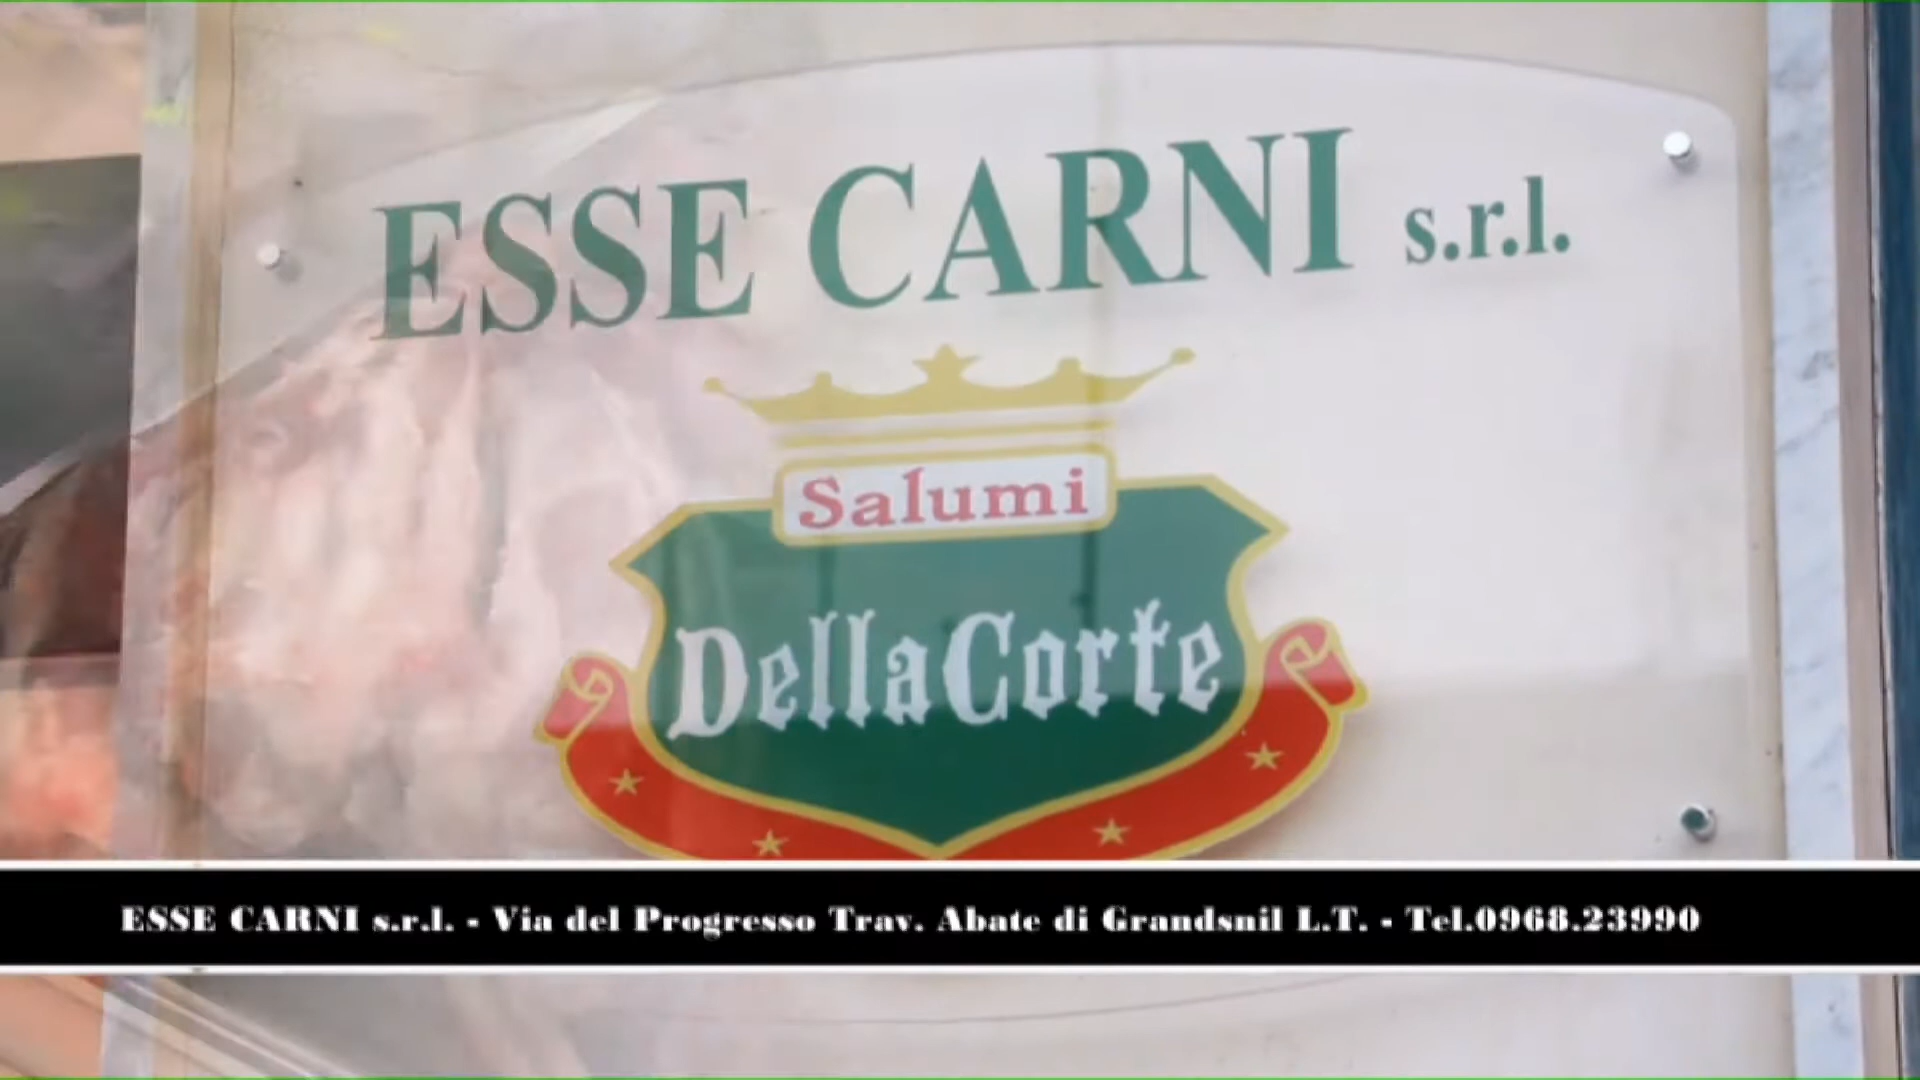 ESSE CARNI s.r.l.
Salumi
DellaCorte
ESSE CARNI s.r.l. - Via del Progresso Trav. Abate di Grandsnil L.T. - Tel.0968.23990